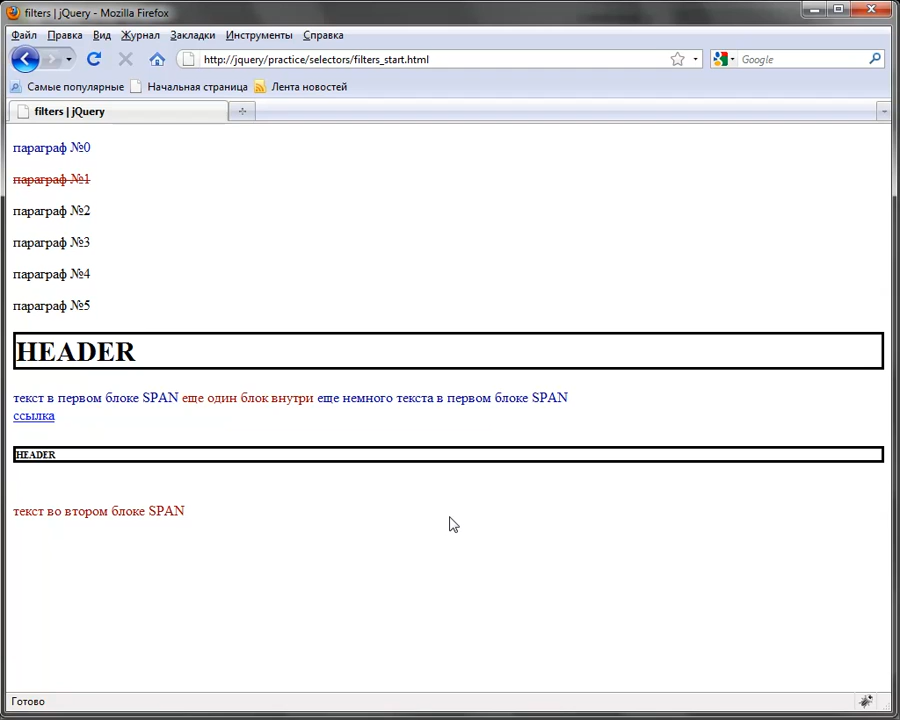 filters | jQuery - Mozilla Firefox
Файл Правка Вид Журнал Закладки Инструменты Справка
http://jquery/practice/selectors/filters_start.html Google
Самые популярные Начальная страница Лента новостей
filters | jQuery
параграф №0
параграф №1
параграф №2
параграф №3
параграф №4
параграф №5
HEADER
текст в первом блоке SPAN еще один блок внутри еще немного текста в первом блоке SPAN
ссылка
HEADER
текст во втором блоке SPAN
Готово